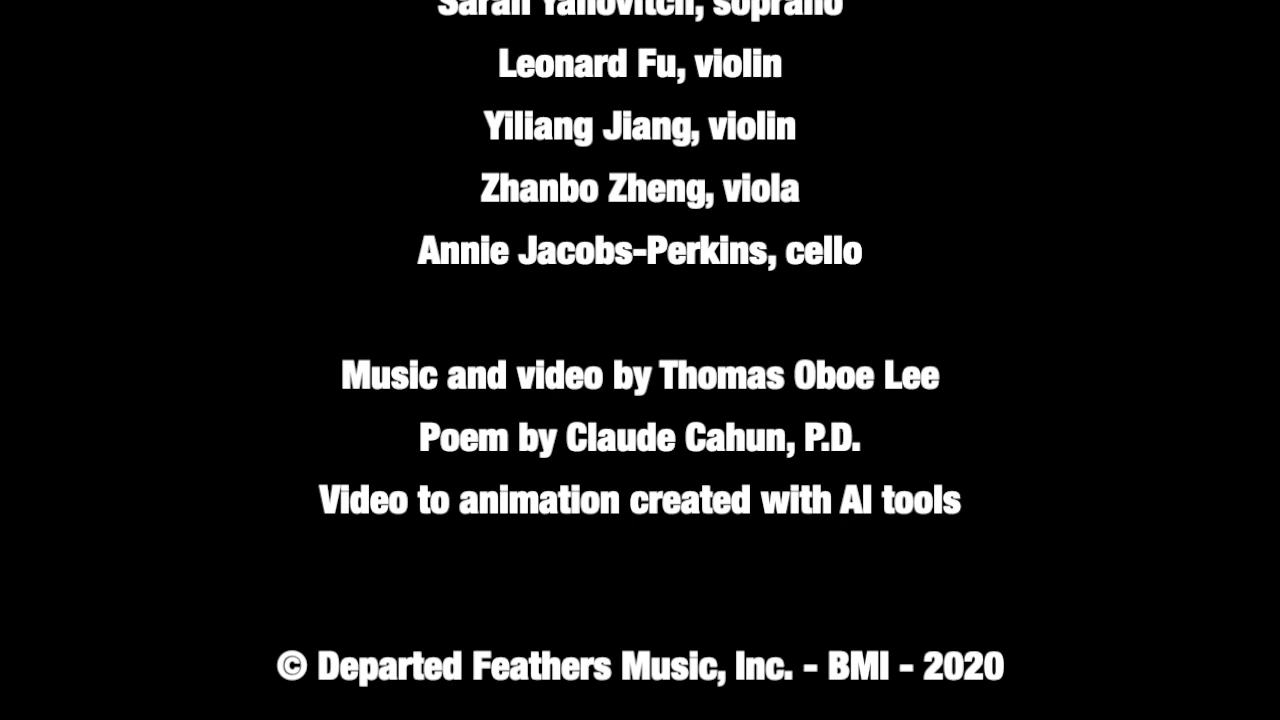 Sarah Yanovitch, soprano
Leonard Fu, violin
Yiliang Jiang, violin
Zhanbo Zheng, viola
Annie Jacobs-Perkins, cello
Music and video by Thomas Oboe Lee
Poem by Claude Cahun, P.D.
Video to animation created with AI tools
© Departed Feathers Music, Inc. - BMI - 2020